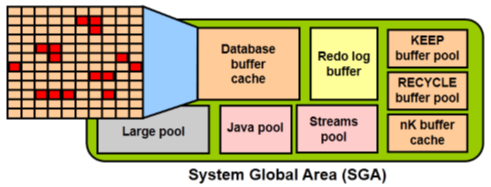 Database
buffer
cache
Redo log
buffer
KEEP
buffer pool
RECYCLE
buffer pool
nK buffer
cache
Large pool
Java pool
Streams
pool
System Global Area (SGA)